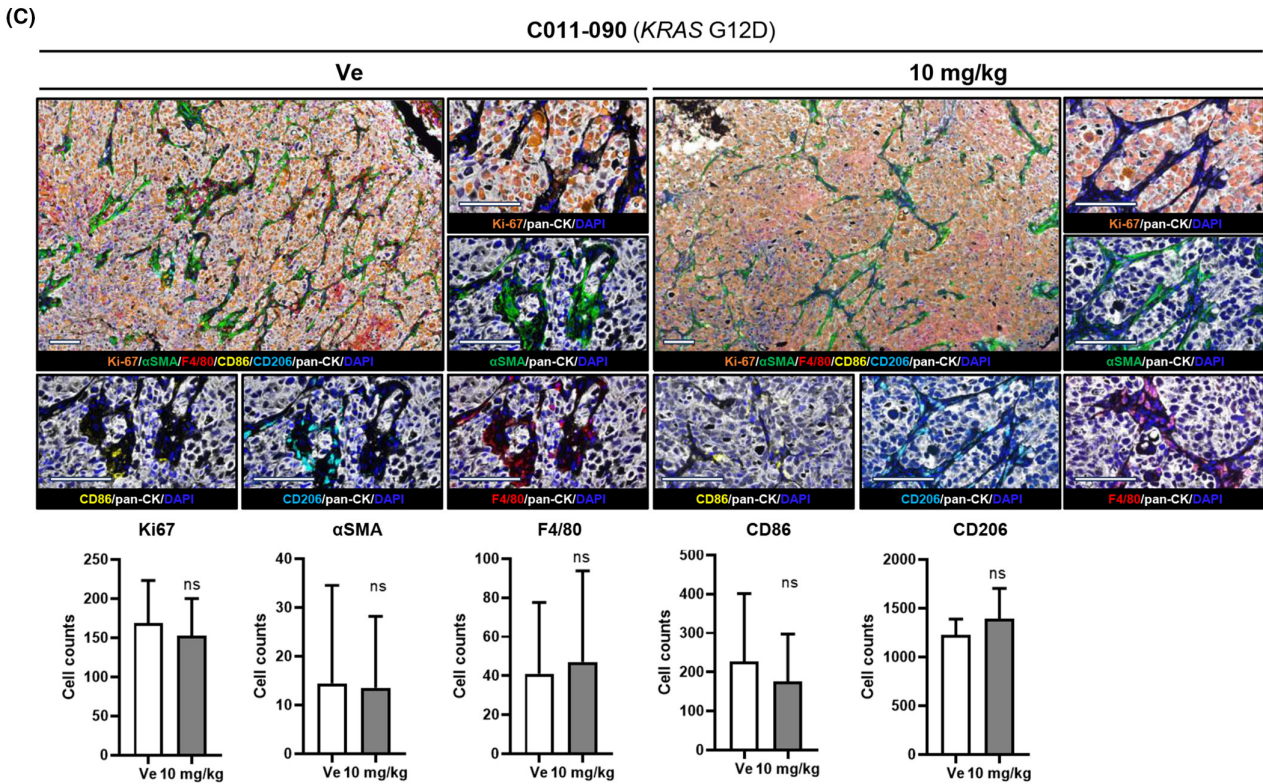 (C)
C011-090 (KRAS G12D)
Ve
10 mg/kg
Ki-67/pan-CK/DAPI
Ki-67/pan-CK/DAPI
Ki-67/αSMA/F4/80/CD86/CD206/pan-CK/DAPI
αSMA/pan-CK/DAPI
Ki-67/αSMA/F4/80/CD86/CD206/pan-CK/DAPI
αSMA/pan-CK/DAPI
CD86/pan-CK/DAPI
CD206/pan-CK/DAPI
F4/80/pan-CK/DAPI
CD86/pan-CK/DAPI
CD206/pan-CK/DAPI
F4/80/pan-CK/DAPI
Ki67
Cell counts
250
200
150
100
50
0
ns
Ve 10 mg/kg
αSMA
Cell counts
40
30
20
10
0
ns
Ve 10 mg/kg
F4/80
Cell counts
100
80
60
40
20
0
ns
Ve 10 mg/kg
CD86
Cell counts
500
400
300
200
100
0
ns
Ve 10 mg/kg
CD206
Cell counts
2000
1500
1000
500
0
ns
Ve 10 mg/kg